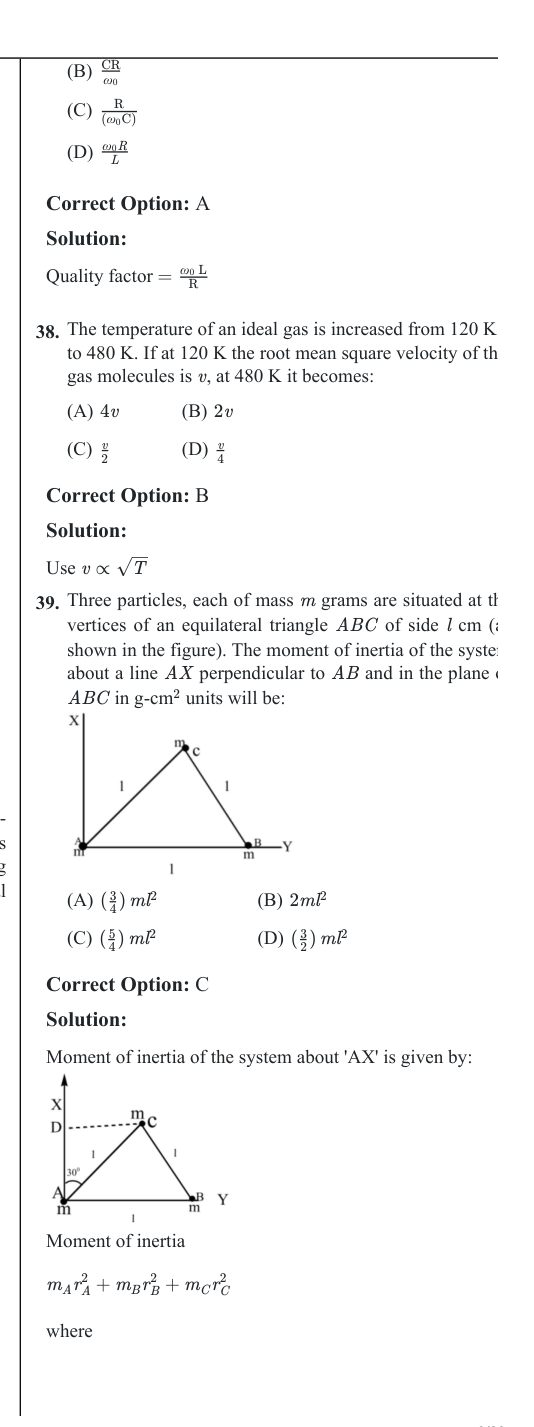 (B) CR/ω₀
(C) R/(ω₀C)
(D) ω₀R/L
Correct Option: A
Solution:
Quality factor = ω₀ L/R
38. The temperature of an ideal gas is increased from 120 K
to 480 K. If at 120 K the root mean square velocity of th
gas molecules is v, at 480 K it becomes:
(A) 4v (B) 2v
(C) v/2 (D) v/4
Correct Option: B
Solution:
Use v ∝ √T
39. Three particles, each of mass m grams are situated at th
vertices of an equilateral triangle ABC of side l cm (a
shown in the figure). The moment of inertia of the syste
about a line AX perpendicular to AB and in the plane
ABC in g-cm² units will be:
X
m C
l l
A B Y
m m
l
(A) (3/4) ml² (B) 2ml²
(C) (5/4) ml² (D) (3/2) ml²
Correct Option: C
Solution:
Moment of inertia of the system about 'AX' is given by:
X
D m C
l l
30°
A B Y
m m
l
Moment of inertia
m_A r_A² + m_B r_B² + m_C r_C²
where